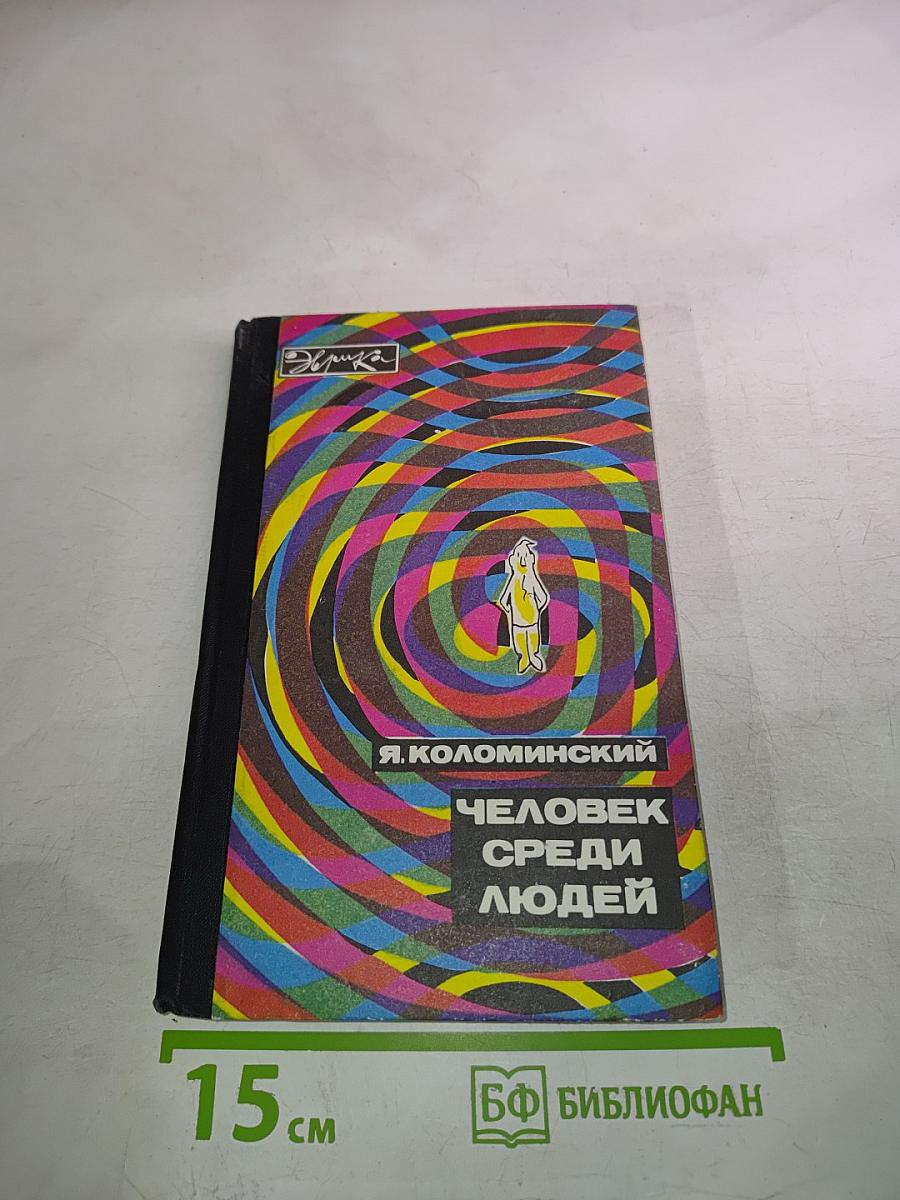 Эврика
Я. КОЛОМИНСКИЙ
ЧЕЛОВЕК
СРЕДИ
ЛЮДЕЙ
15 см
БФ БИБЛИОФАН